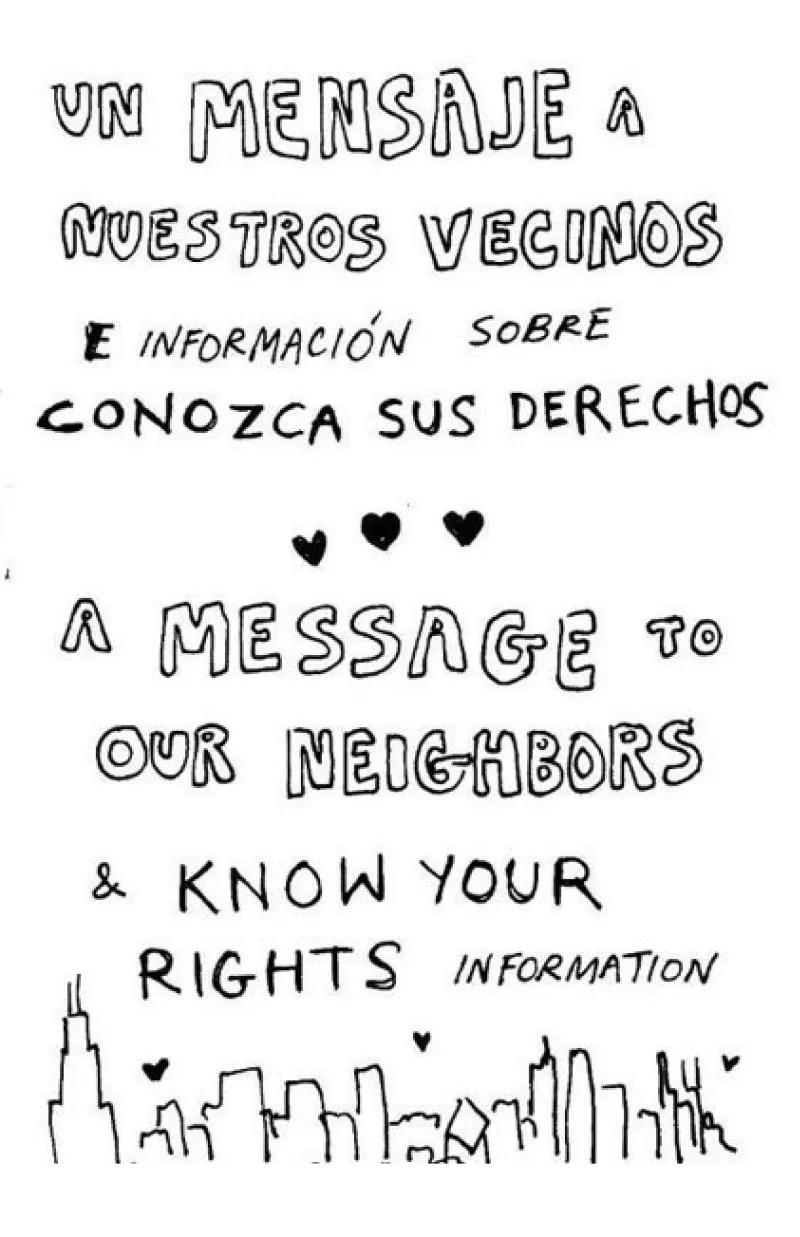 UN MENSAJE A
NUESTROS VECINOS
E INFORMACIÓN SOBRE
CONOZCA SUS DERECHOS
A MESSAGE TO
OUR NEIGHBORS
& KNOW YOUR
RIGHTS INFORMATION